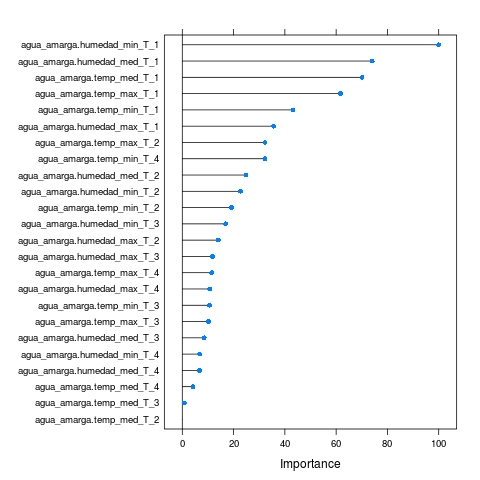 agua_amarga.humedad_min_T_1
agua_amarga.humedad_med_T_1
agua_amarga.temp_med_T_1
agua_amarga.temp_max_T_1
agua_amarga.temp_min_T_1
agua_amarga.humedad_max_T_1
agua_amarga.temp_max_T_2
agua_amarga.temp_min_T_4
agua_amarga.humedad_med_T_2
agua_amarga.humedad_min_T_2
agua_amarga.temp_min_T_2
agua_amarga.humedad_min_T_3
agua_amarga.humedad_max_T_2
agua_amarga.humedad_max_T_3
agua_amarga.temp_max_T_4
agua_amarga.humedad_max_T_4
agua_amarga.temp_min_T_3
agua_amarga.temp_max_T_3
agua_amarga.humedad_med_T_3
agua_amarga.humedad_min_T_4
agua_amarga.humedad_med_T_4
agua_amarga.temp_med_T_4
agua_amarga.temp_med_T_3
agua_amarga.temp_med_T_2
0 20 40 60 80 100
Importance